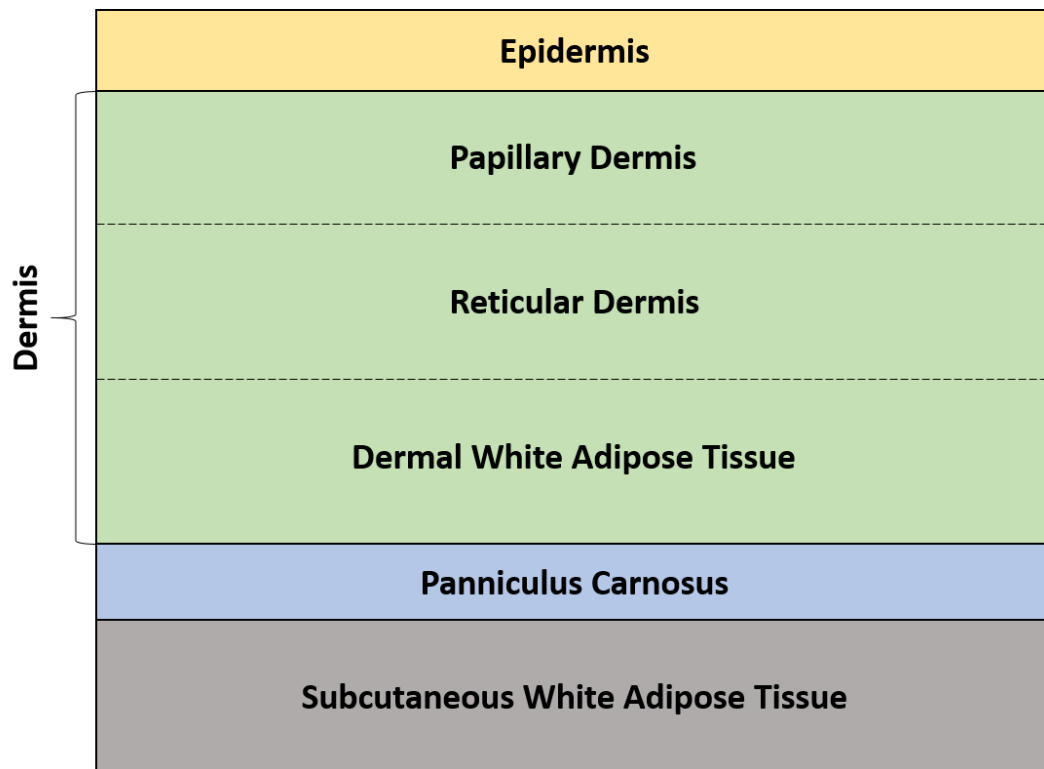 Epidermis
Papillary Dermis
Reticular Dermis
Dermis
Dermal White Adipose Tissue
Panniculus Carnosus
Subcutaneous White Adipose Tissue